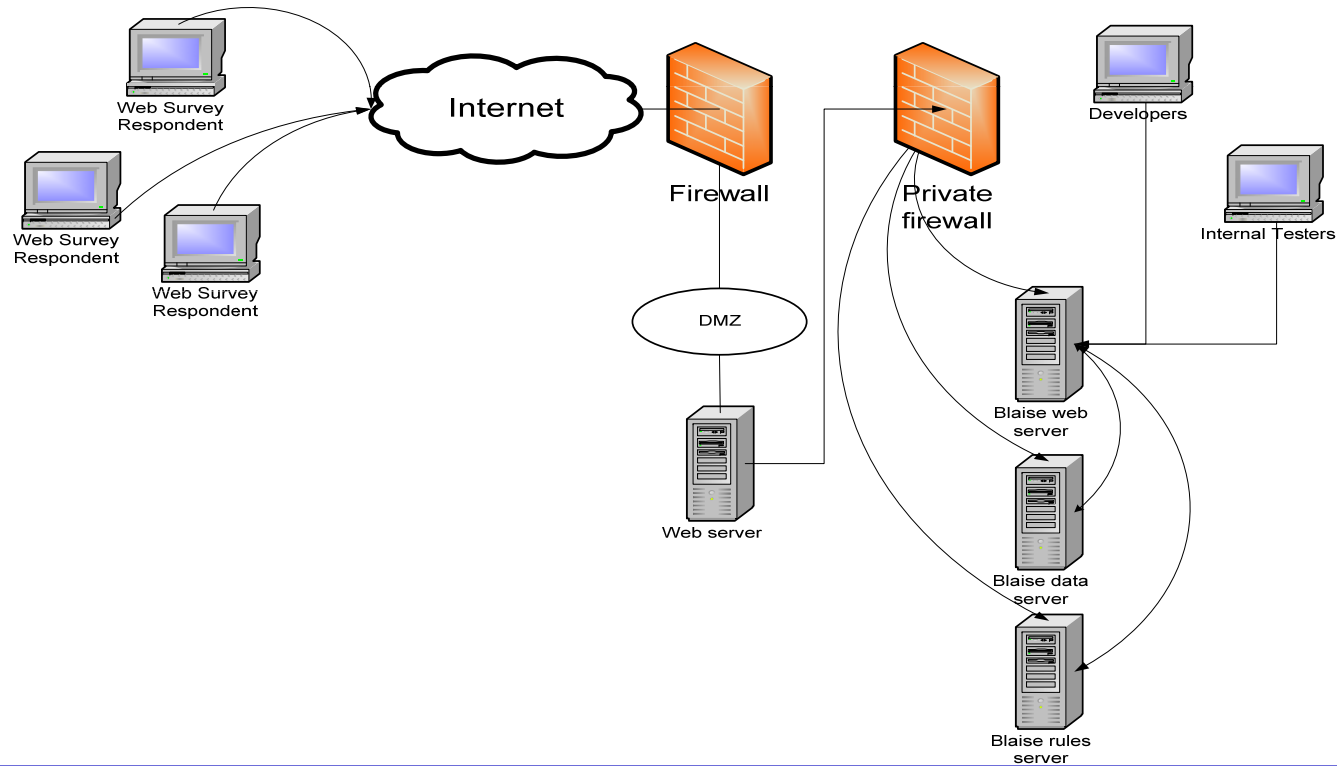 Web Survey
Respondent
Web Survey
Respondent
Web Survey
Respondent
Internet
Firewall
DMZ
Web server
Private
firewall
Developers
Internal Testers
Blaise web
server
Blaise data
server
Blaise rules
server